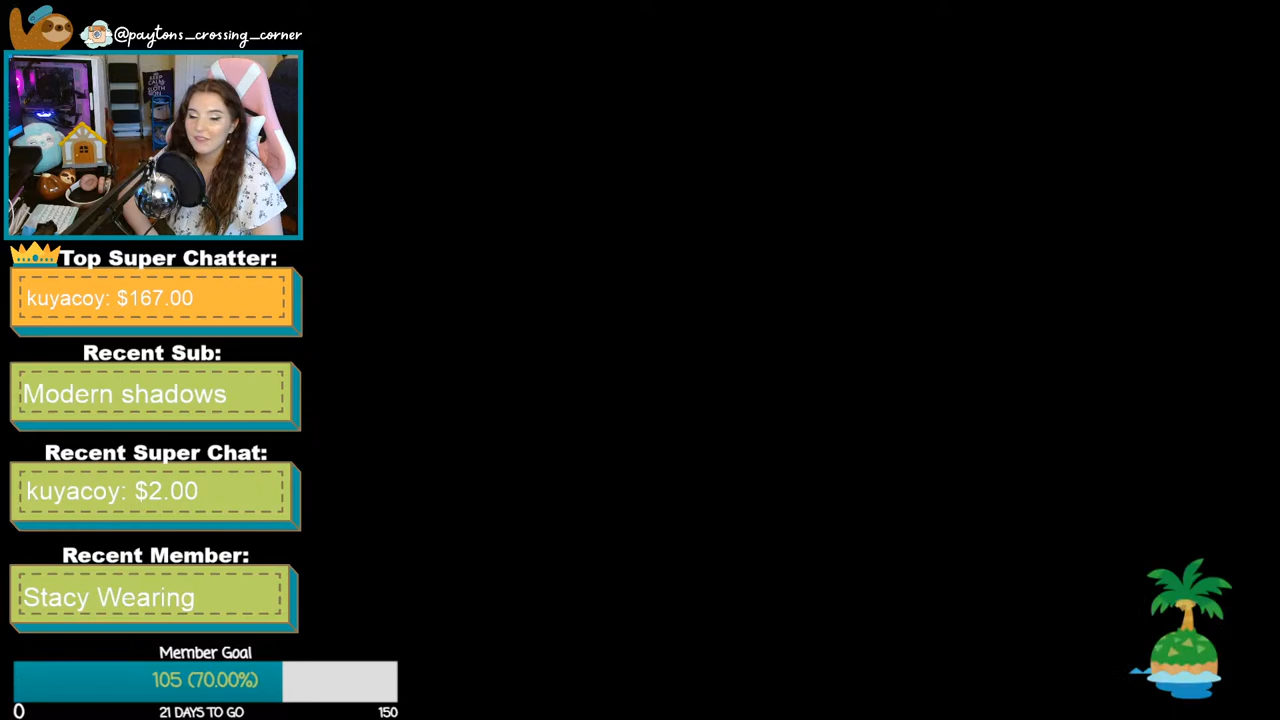 @paytons_crossing_corner
Top Super Chatter:
kuyacoy: $167.00
Recent Sub:
Modern shadows
Recent Super Chat:
kuyacoy: $2.00
Recent Member:
Stacy Wearing
Member Goal
105 (70.00%)
0 21 DAYS TO GO 150